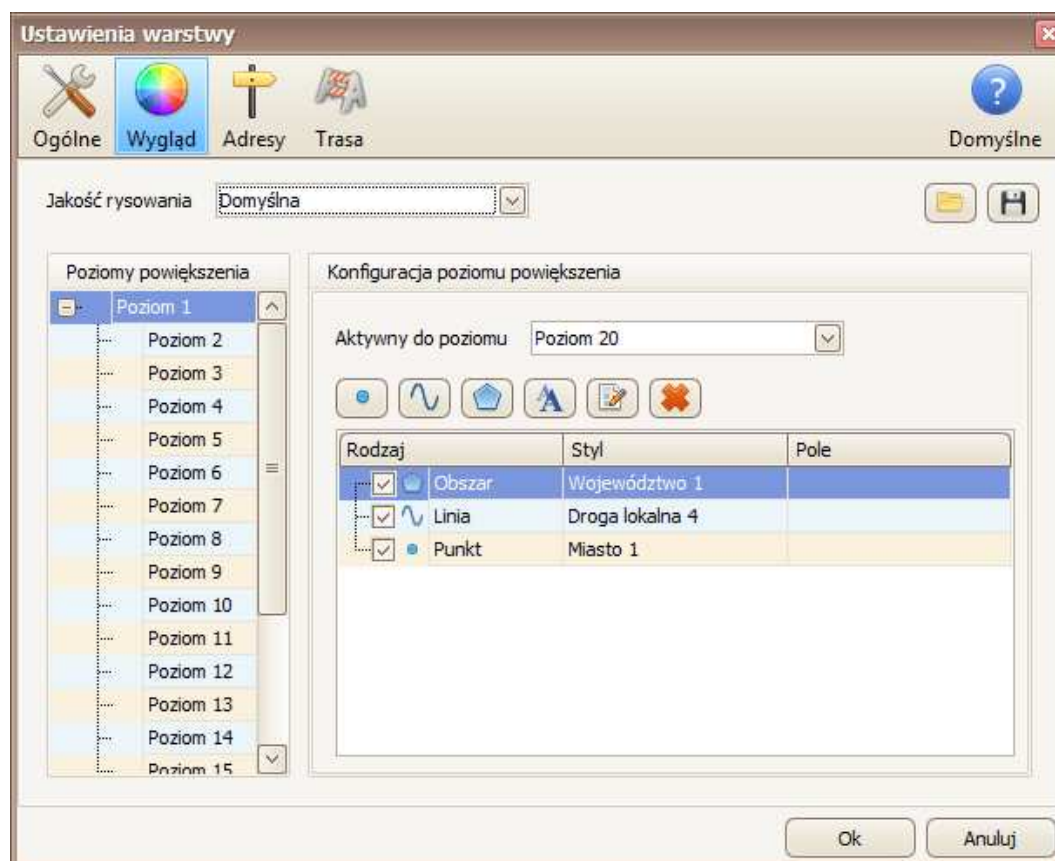 Ustawienia warstwy
Ogólne Wygląd Adresy Trasa Domyślne
Jakość rysowania Domyślna
Poziomy powiększenia
Poziom 1
Poziom 2
Poziom 3
Poziom 4
Poziom 5
Poziom 6
Poziom 7
Poziom 8
Poziom 9
Poziom 10
Poziom 11
Poziom 12
Poziom 13
Poziom 14
Poziom 15
Konfiguracja poziomu powiększenia
Aktywny do poziomu Poziom 20
Rodzaj Styl Pole
Obszar Województwo 1
Linia Droga lokalna 4
Punkt Miasto 1
Ok Anuluj